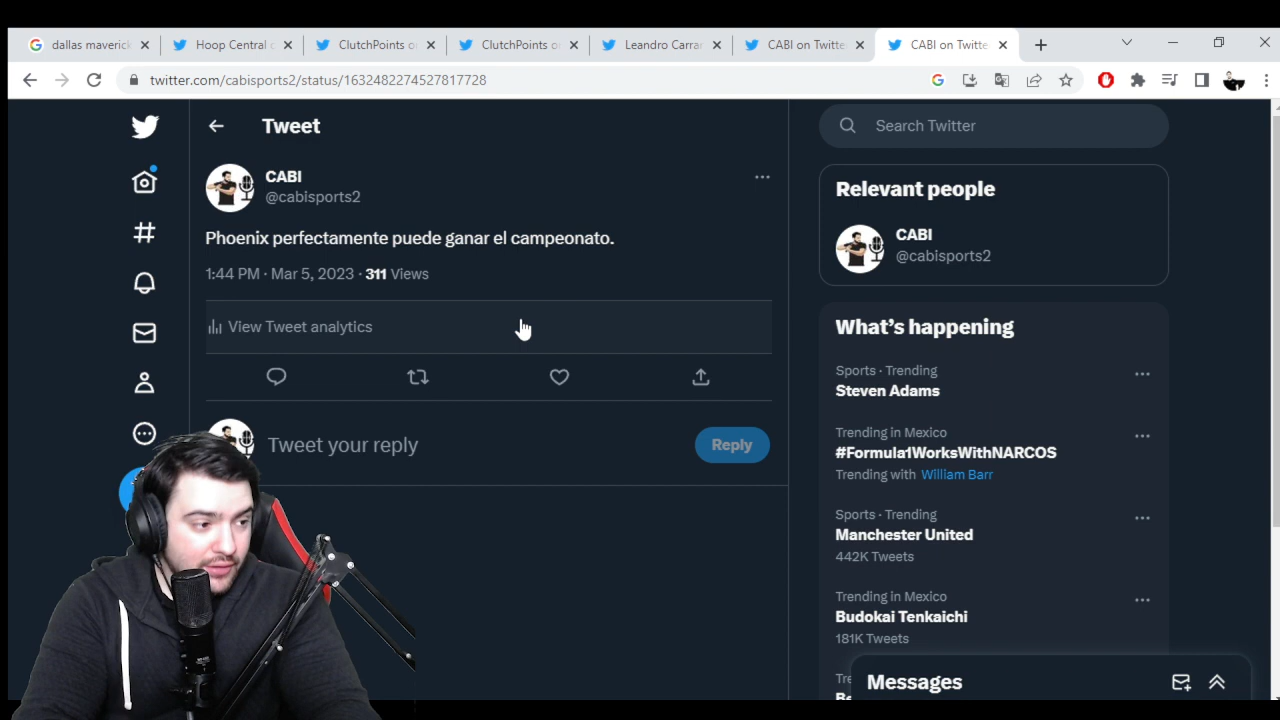 dallas maverick
Hoop Central
ClutchPoints o
ClutchPoints o
Leandro Carra
CABI on Twitte
CABI on Twitte
twitter.com/cabisports2/status/1632482274527817728
Tweet
CABI
@cabisports2
Phoenix perfectamente puede ganar el campeonato.
1:44 PM · Mar 5, 2023 · 311 Views
View Tweet analytics
Tweet your reply
Reply
Search Twitter
Relevant people
CABI
@cabisports2
What's happening
Sports · Trending
Steven Adams
Trending in Mexico
#Formula1WorksWithNARCOS
Trending with William Barr
Sports · Trending
Manchester United
442K Tweets
Trending in Mexico
Budokai Tenkaichi
181K Tweets
Messages